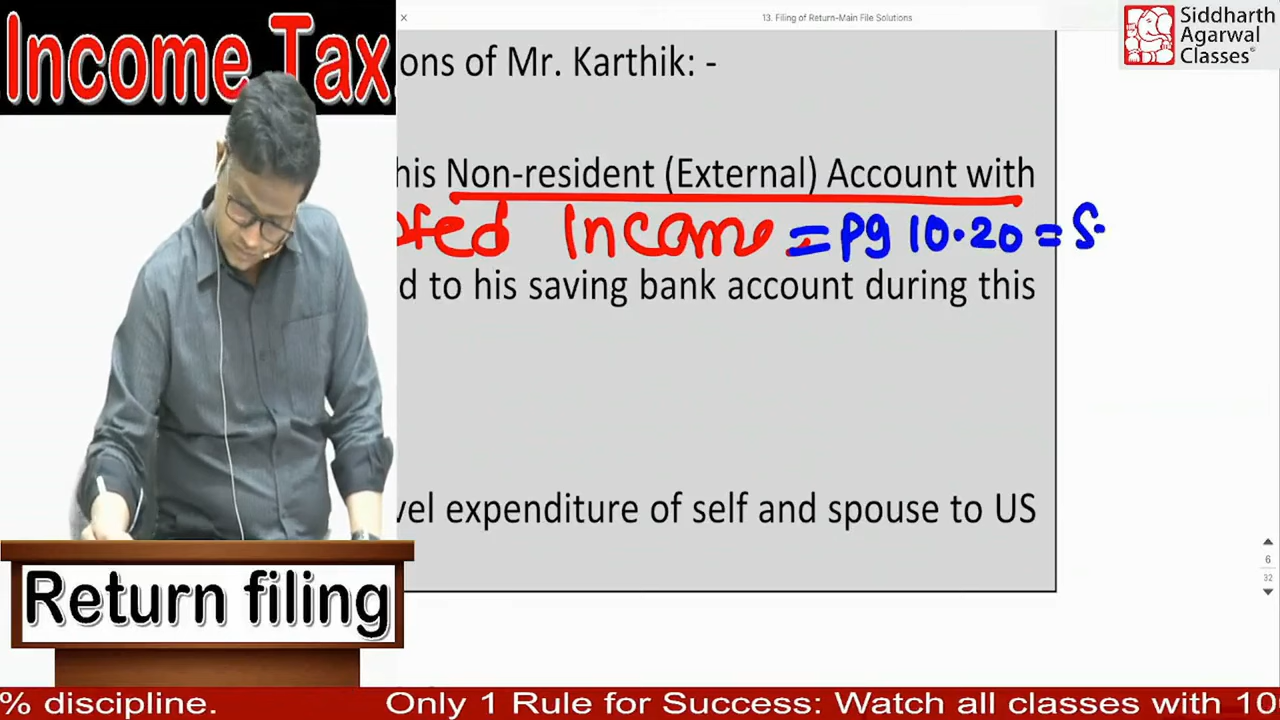 Income Tax
13. Filing of Return-Main File Solutions
Siddharth
Agarwal
Classes
ons of Mr. Karthik: -
his Non-resident (External) Account with
Income = pg 10.20 = S.
d to his saving bank account during this
vel expenditure of self and spouse to US
6
32
Return filing
% discipline. Only 1 Rule for Success: Watch all classes with 10